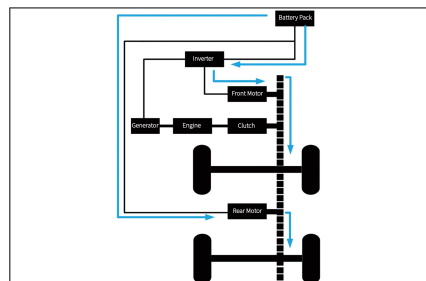 Battery Pack
Inverter
Front Motor
Generator
Engine
Clutch
Rear Motor